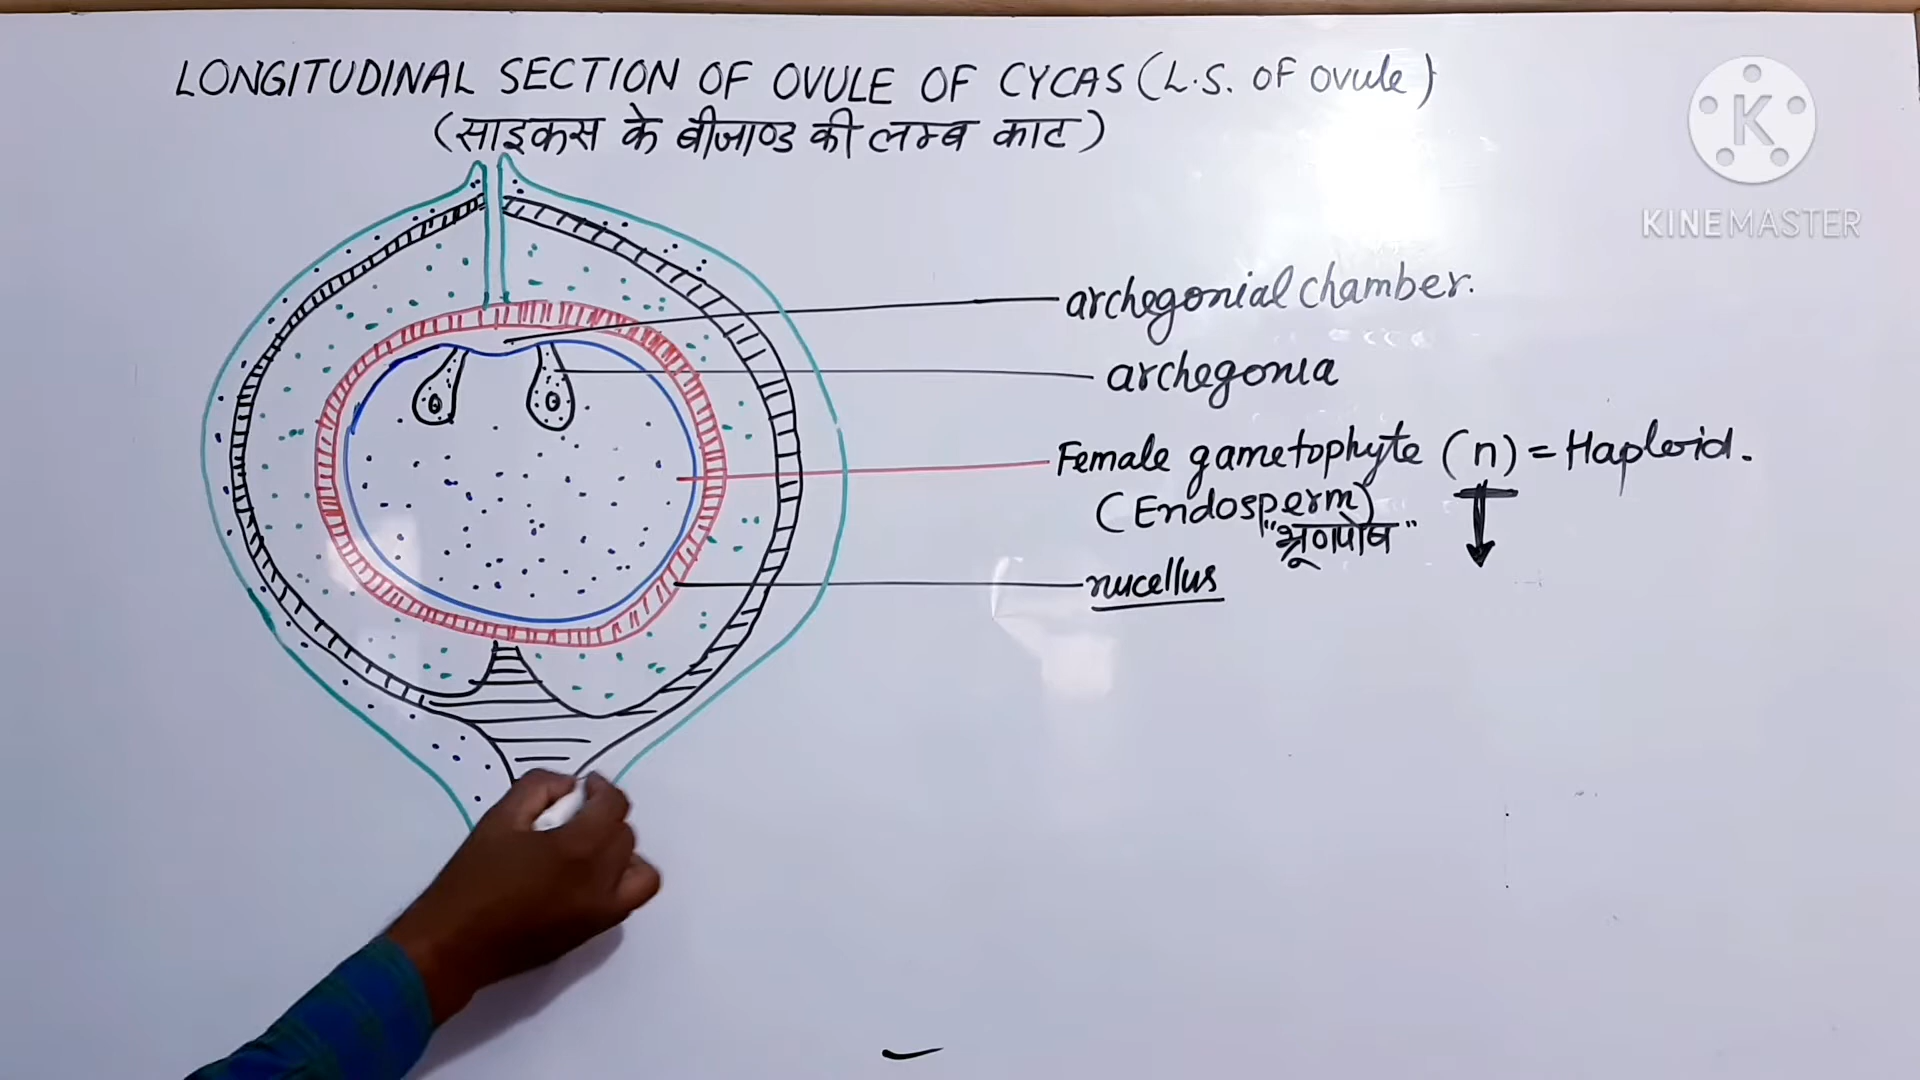 LONGITUDINAL SECTION OF OVULE OF CYCAS (L.S. OF OVULE)
(साइकस के बीजाण्ड की लम्ब काट)
K
KINEMASTER
archegonial chamber.
archegonia
Female gametophyte (n) = Haploid.
(Endosperm)
"भ्रूणपोष"
nucellus